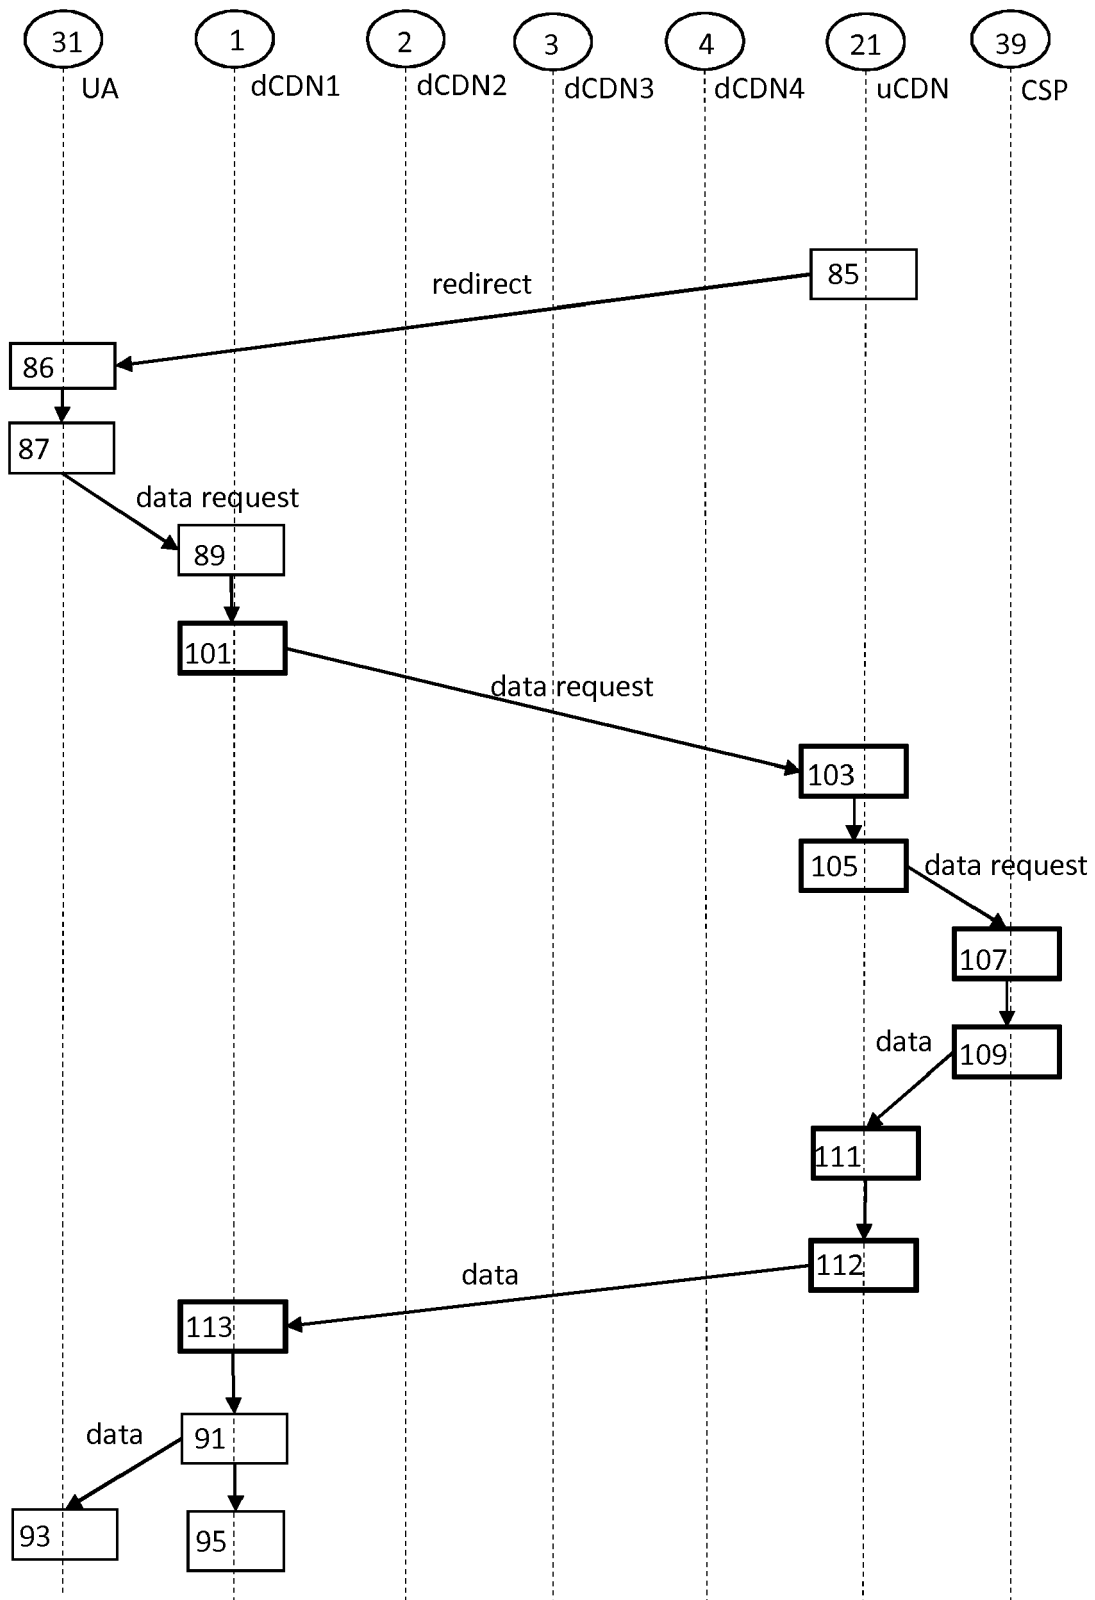 31 1 2 3 4 21 39
UA dCDN1 dCDN2 dCDN3 dCDN4 uCDN CSP
85
redirect
86
87
data request
89
101
data request
103
105 data request
107
data
109
111
112
data
113
data
91
93 95